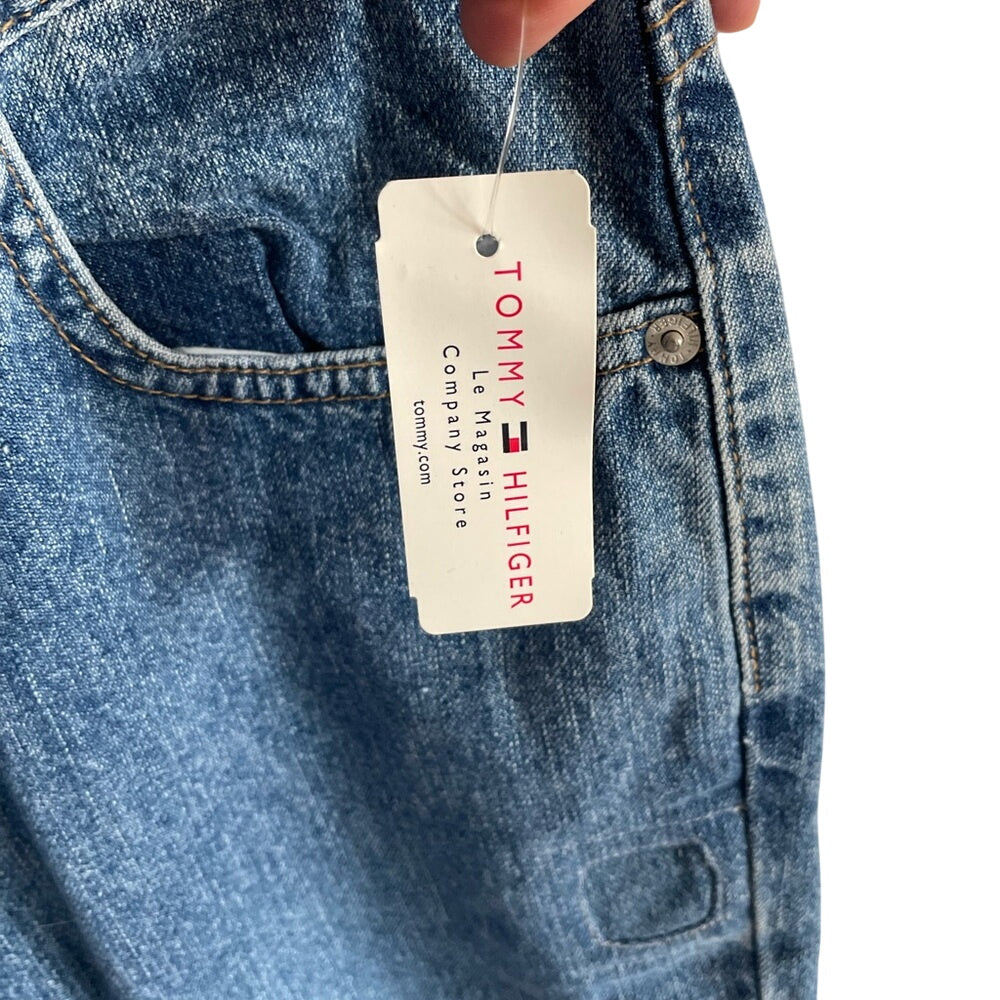 TOMMY HILFIGER
Le Magasin
Company Store
tommy.com